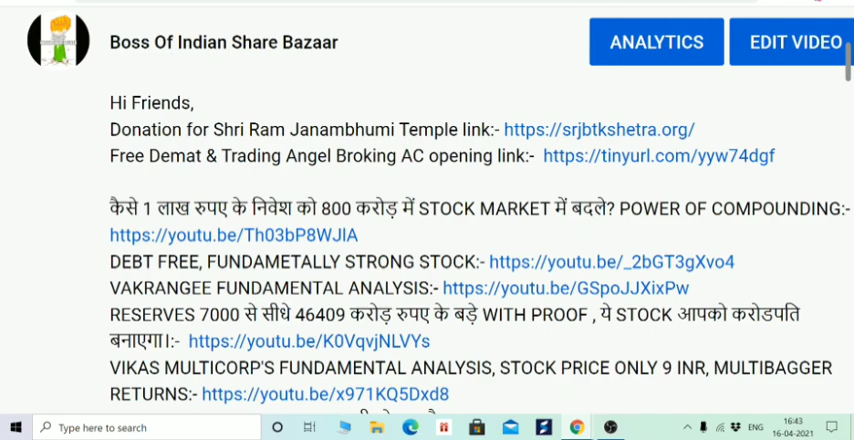 Boss Of Indian Share Bazaar
ANALYTICS
EDIT VIDEO
Hi Friends,
Donation for Shri Ram Janambhumi Temple link:- https://srjbtkshetra.org/
Free Demat & Trading Angel Broking AC opening link:- https://tinyurl.com/yyw74dgf
कैसे 1 लाख रुपए के निवेश को 800 करोड़ में STOCK MARKET में बदले? POWER OF COMPOUNDING:-
https://youtu.be/Th03bP8WJlA
DEBT FREE, FUNDAMETALLY STRONG STOCK:- https://youtu.be/_2bGT3gXvo4
VAKRANGEE FUNDAMENTAL ANALYSIS:- https://youtu.be/GSpoJJXixPw
RESERVES 7000 से सीधे 46409 करोड़ रुपए के बड़े WITH PROOF , ये STOCK आपको करोडपति
बनाएगा।:- https://youtu.be/K0VqvjNLVYs
VIKAS MULTICORP'S FUNDAMENTAL ANALYSIS, STOCK PRICE ONLY 9 INR, MULTIBAGGER
RETURNS:- https://youtu.be/x971KQ5Dxd8
Type here to search
ENG
16:43
16-04-2021